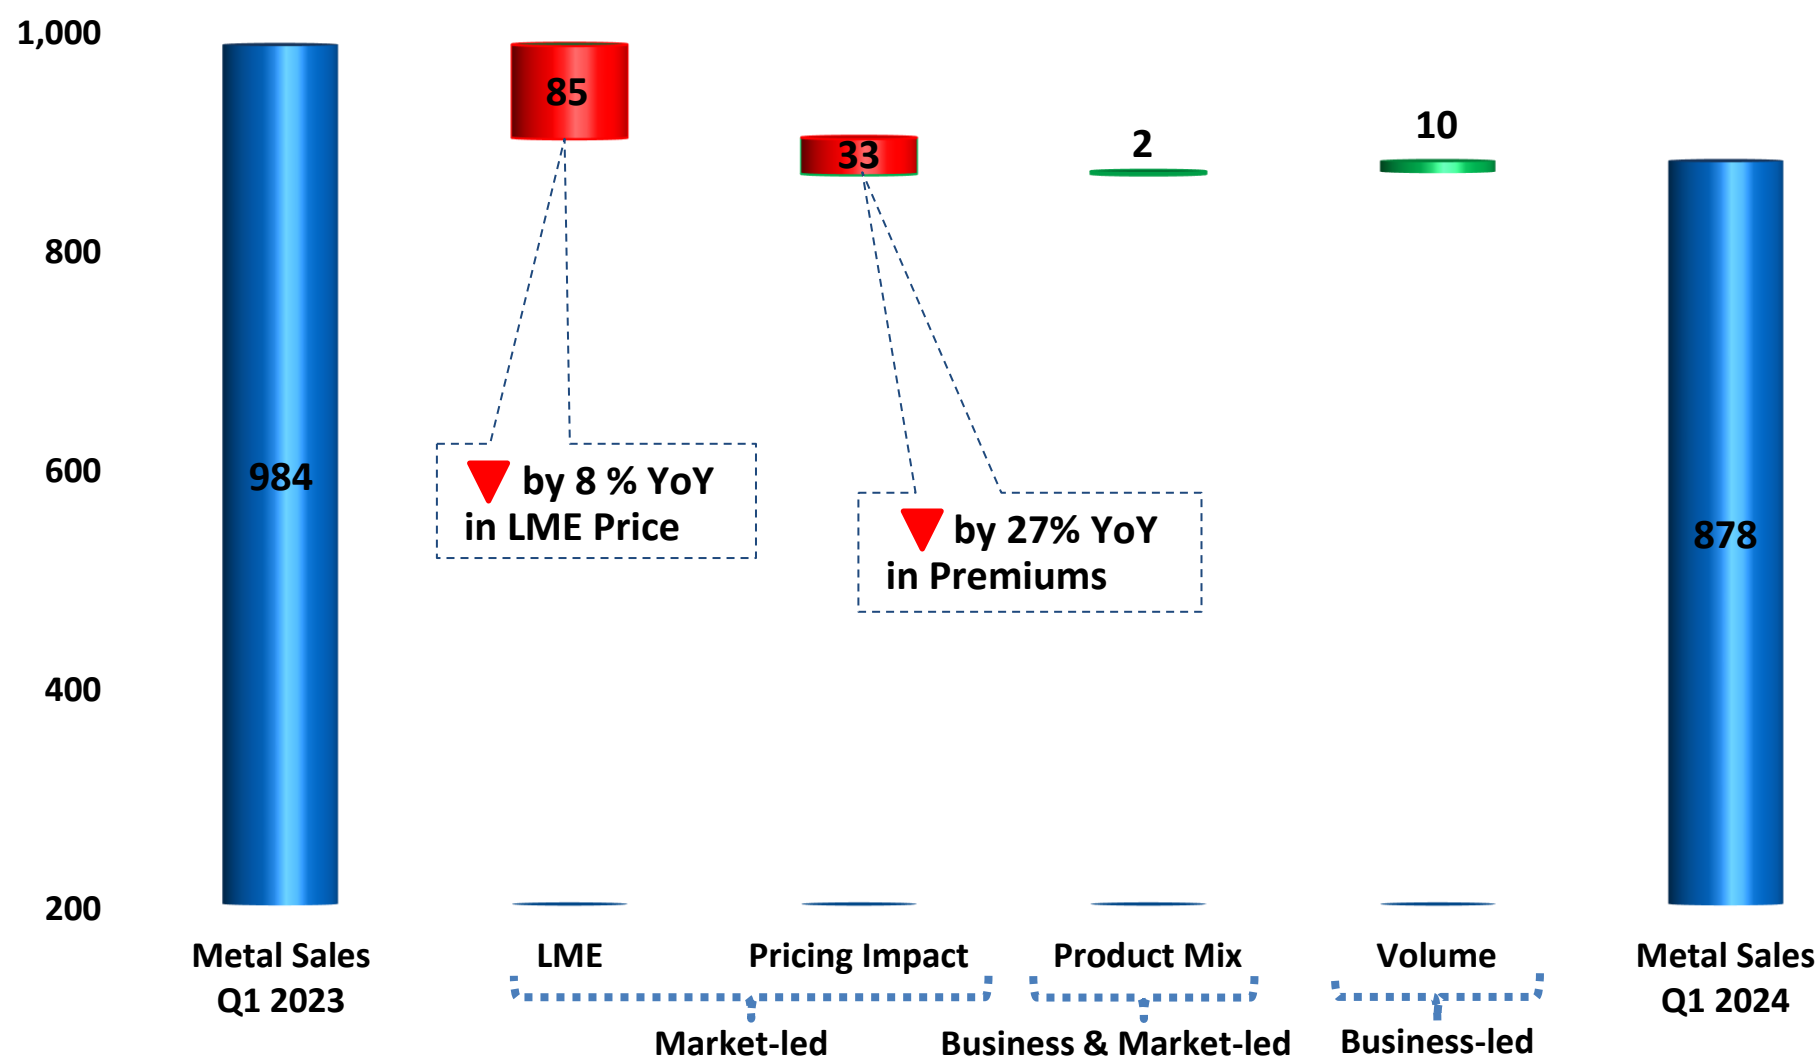 1,000
800
600
400
200
984
85
33
2
10
878
by 8 % YoY
in LME Price
by 27% YoY
in Premiums
Metal Sales
Q1 2023
LME
Pricing Impact
Product Mix
Volume
Metal Sales
Q1 2024
Market-led
Business & Market-led
Business-led